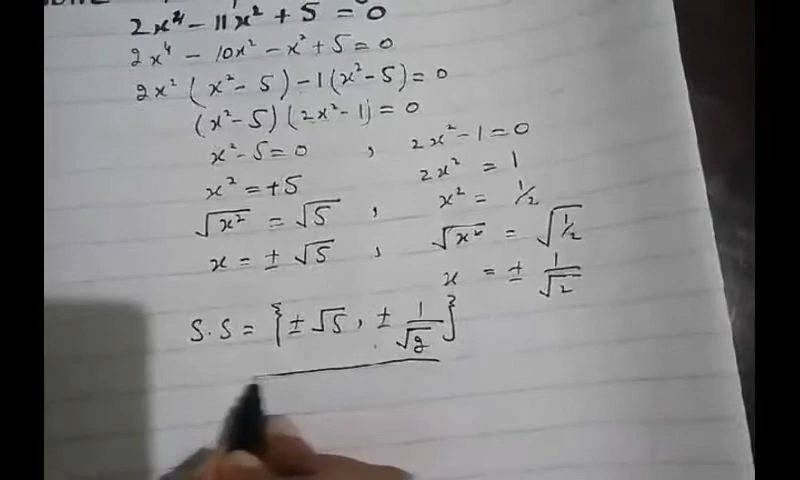 2x⁴ - 11x² + 5 = 0
2x⁴ - 10x² - x² + 5 = 0
2x² (x² - 5) - 1(x² - 5) = 0
(x² - 5)(2x² - 1) = 0
x² - 5 = 0 , 2x² - 1 = 0
x² = +5 2x² = 1
x² = 1/2
√x² = √5 , √x² = √1/2
x = ± √5 , x = ± 1/√2
S.S = {± √5, ± 1/√2}